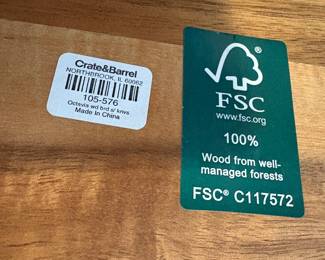 Crate&Barrel
NORTHBROOK, IL 60062
105-576
Octavia wd brd s/ knvs
Made In China
FSC
www.fsc.org
100%
Wood from well-
managed forests
FSC® C117572